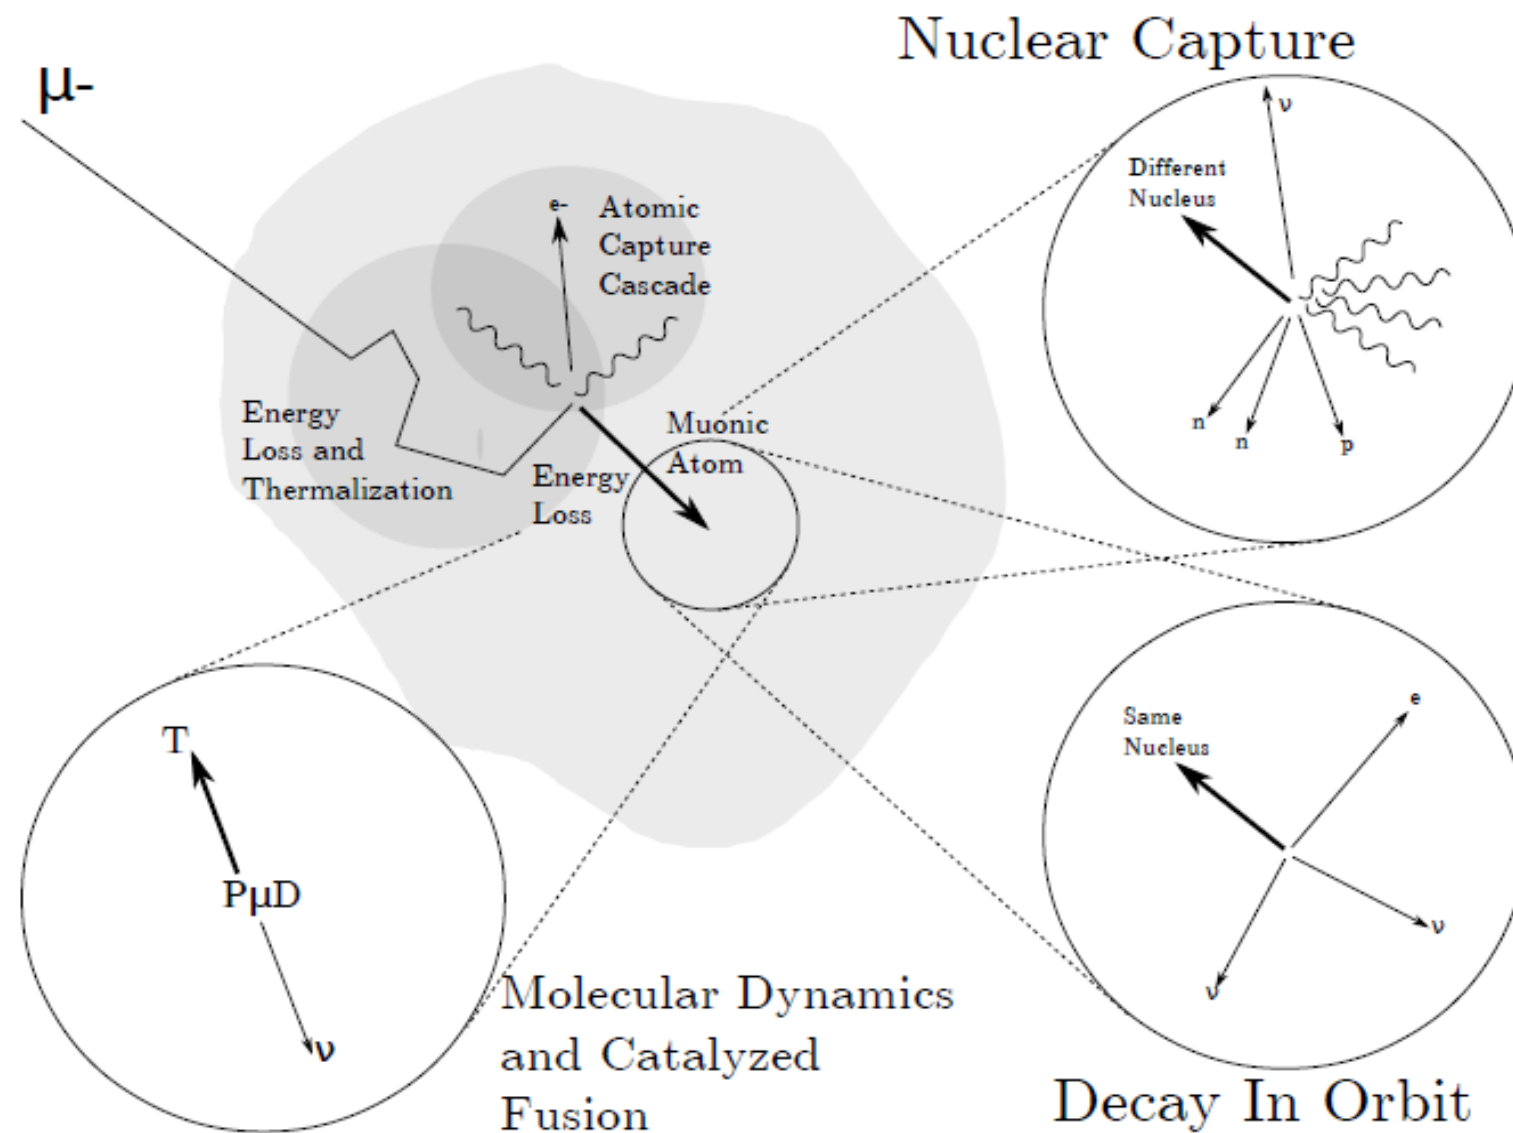 Nuclear Capture
μ-
ν
Different
Nucleus
e-
Atomic
Capture
Cascade
n
n
p
Energy
Loss and
Thermalization
Muonic
Atom
Energy
Loss
T
PμD
ν
Same
Nucleus
e
ν
ν
Molecular Dynamics
and Catalyzed
Fusion
Decay In Orbit